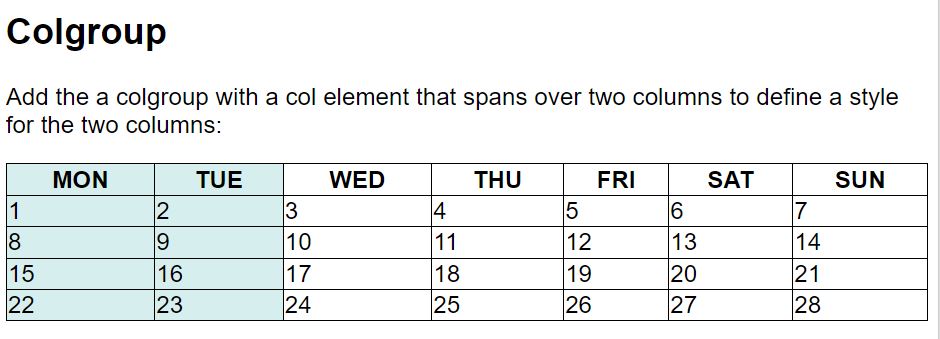 Colgroup
Add the a colgroup with a col element that spans over two columns to define a style
for the two columns:
MON TUE WED THU FRI SAT SUN
1 2 3 4 5 6 7
8 9 10 11 12 13 14
15 16 17 18 19 20 21
22 23 24 25 26 27 28